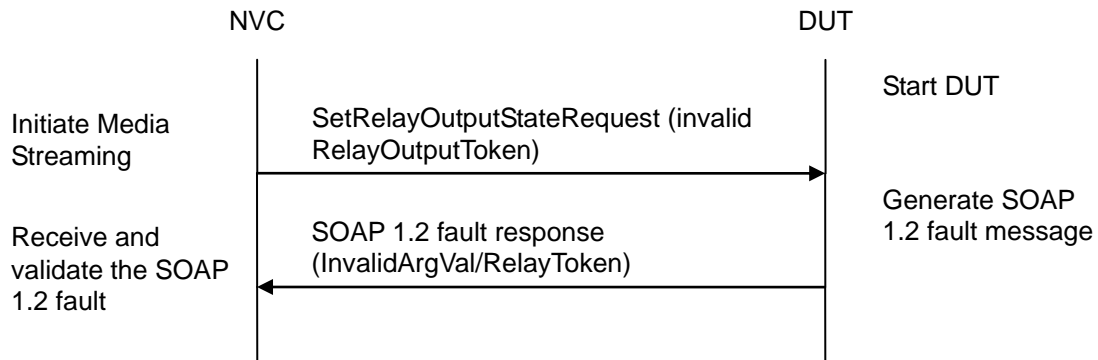 NVC
DUT
Start DUT
Initiate Media
Streaming
SetRelayOutputStateRequest (invalid
RelayOutputToken)
Generate SOAP
1.2 fault message
Receive and
validate the SOAP
1.2 fault
SOAP 1.2 fault response
(InvalidArgVal/RelayToken)